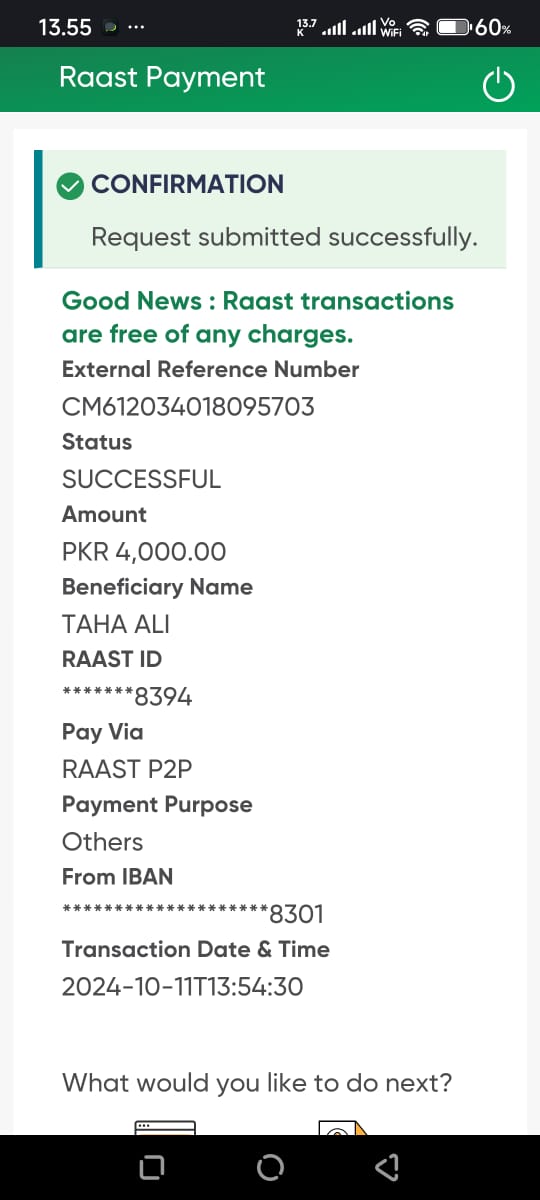 13.55 ... 13.7 K Vo WiFi 60%
Raast Payment
CONFIRMATION
Request submitted successfully.
Good News : Raast transactions
are free of any charges.
External Reference Number
CM612034018095703
Status
SUCCESSFUL
Amount
PKR 4,000.00
Beneficiary Name
TAHA ALI
RAAST ID
*******8394
Pay Via
RAAST P2P
Payment Purpose
Others
From IBAN
********************8301
Transaction Date & Time
2024-10-11T13:54:30
What would you like to do next?